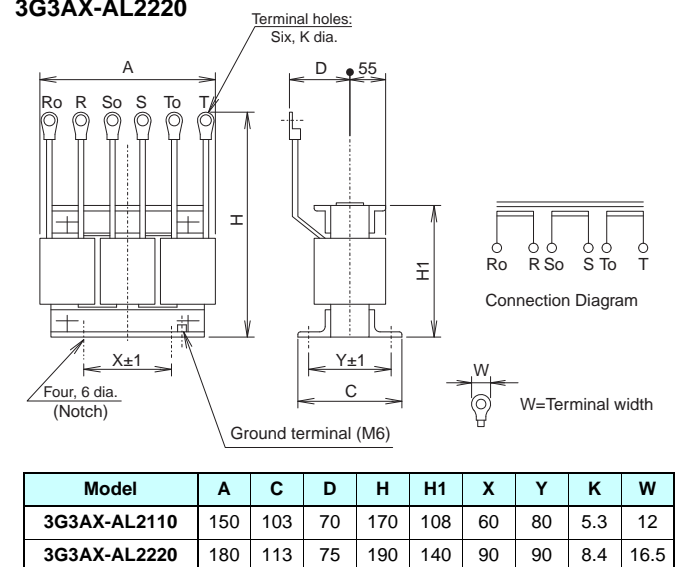 3G3AX-AL2220
Terminal holes:
Six, K dia.
A
D
55
Ro R So S To T
H
H1
Ro R So S To T
Connection Diagram
X±1
Y±1
W
C
W=Terminal width
Four, 6 dia.
(Notch)
Ground terminal (M6)
Model A C D H H1 X Y K W
3G3AX-AL2110 150 103 70 170 108 60 80 5.3 12
3G3AX-AL2220 180 113 75 190 140 90 90 8.4 16.5